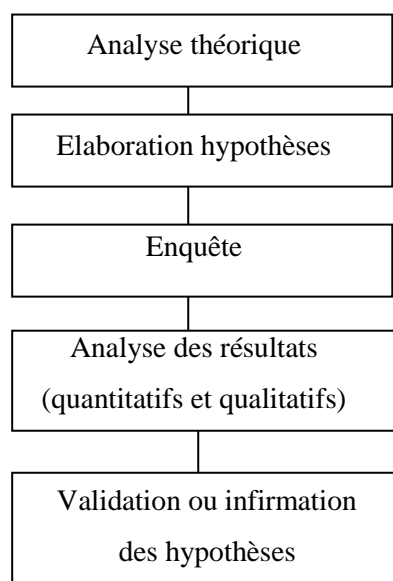 Analyse théorique
Elaboration hypothèses
Enquête
Analyse des résultats
(quantitatifs et qualitatifs)
Validation ou infirmation
des hypothèses